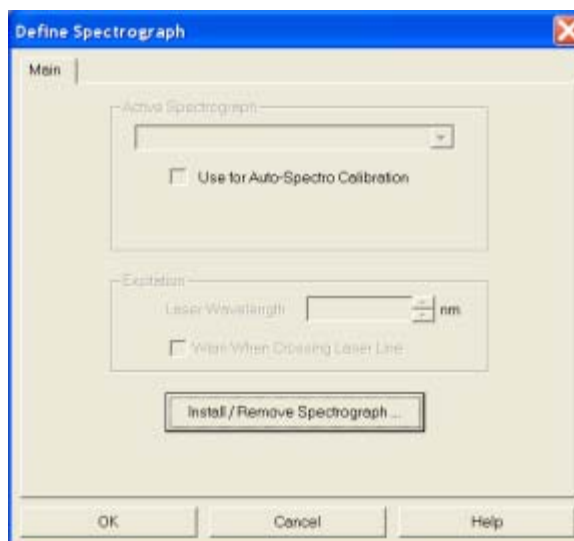 Define Spectrograph
Main
Active Spectrograph
Use for Auto-Spectro Calibration
Excitation
Laser Wavelength nm
Warn When Crossing Laser Line
Install / Remove Spectrograph ...
OK Cancel Help